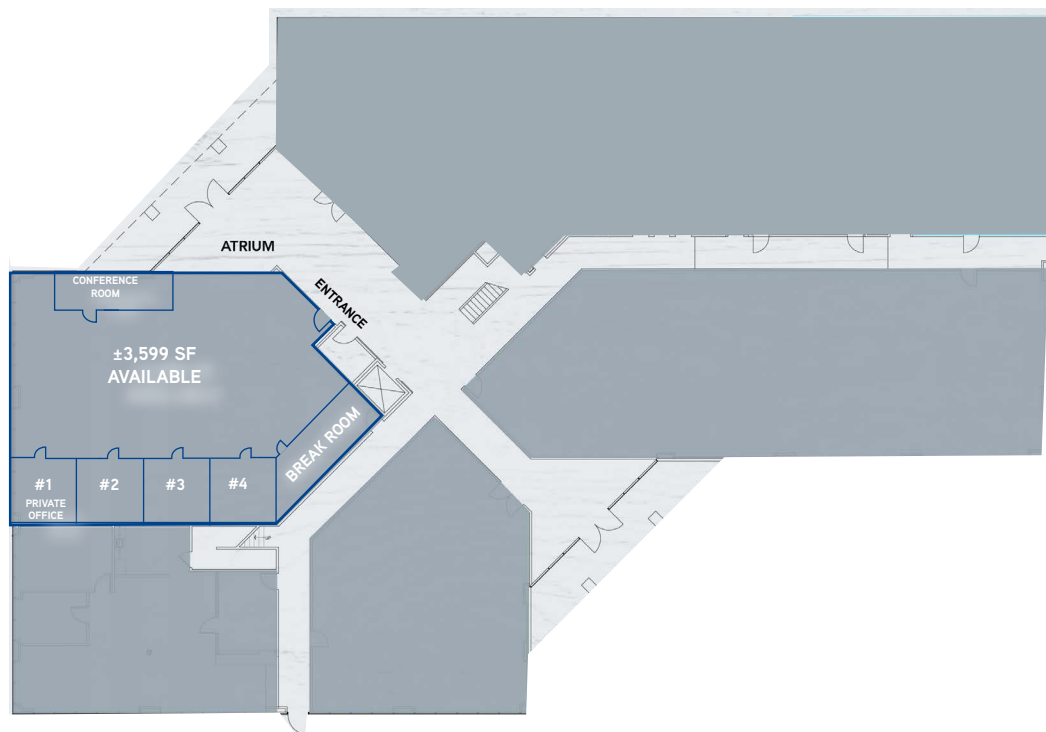 ATRIUM
CONFERENCE
ROOM
ENTRANCE
±3,599 SF
AVAILABLE
BREAK ROOM
#1
PRIVATE
OFFICE
#2
#3
#4